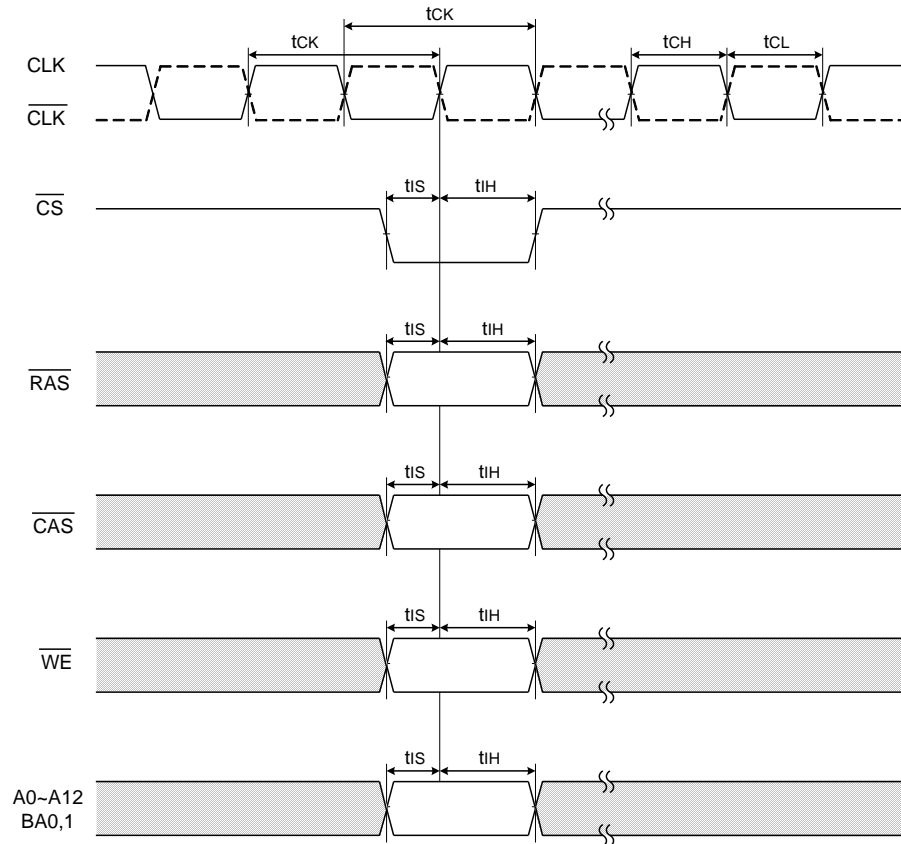 tCK
tCK tCH tCL
CLK
CLK
tIS tIH
CS
tIS tIH
RAS
tIS tIH
CAS
tIS tIH
WE
tIS tIH
A0~A12
BA0,1